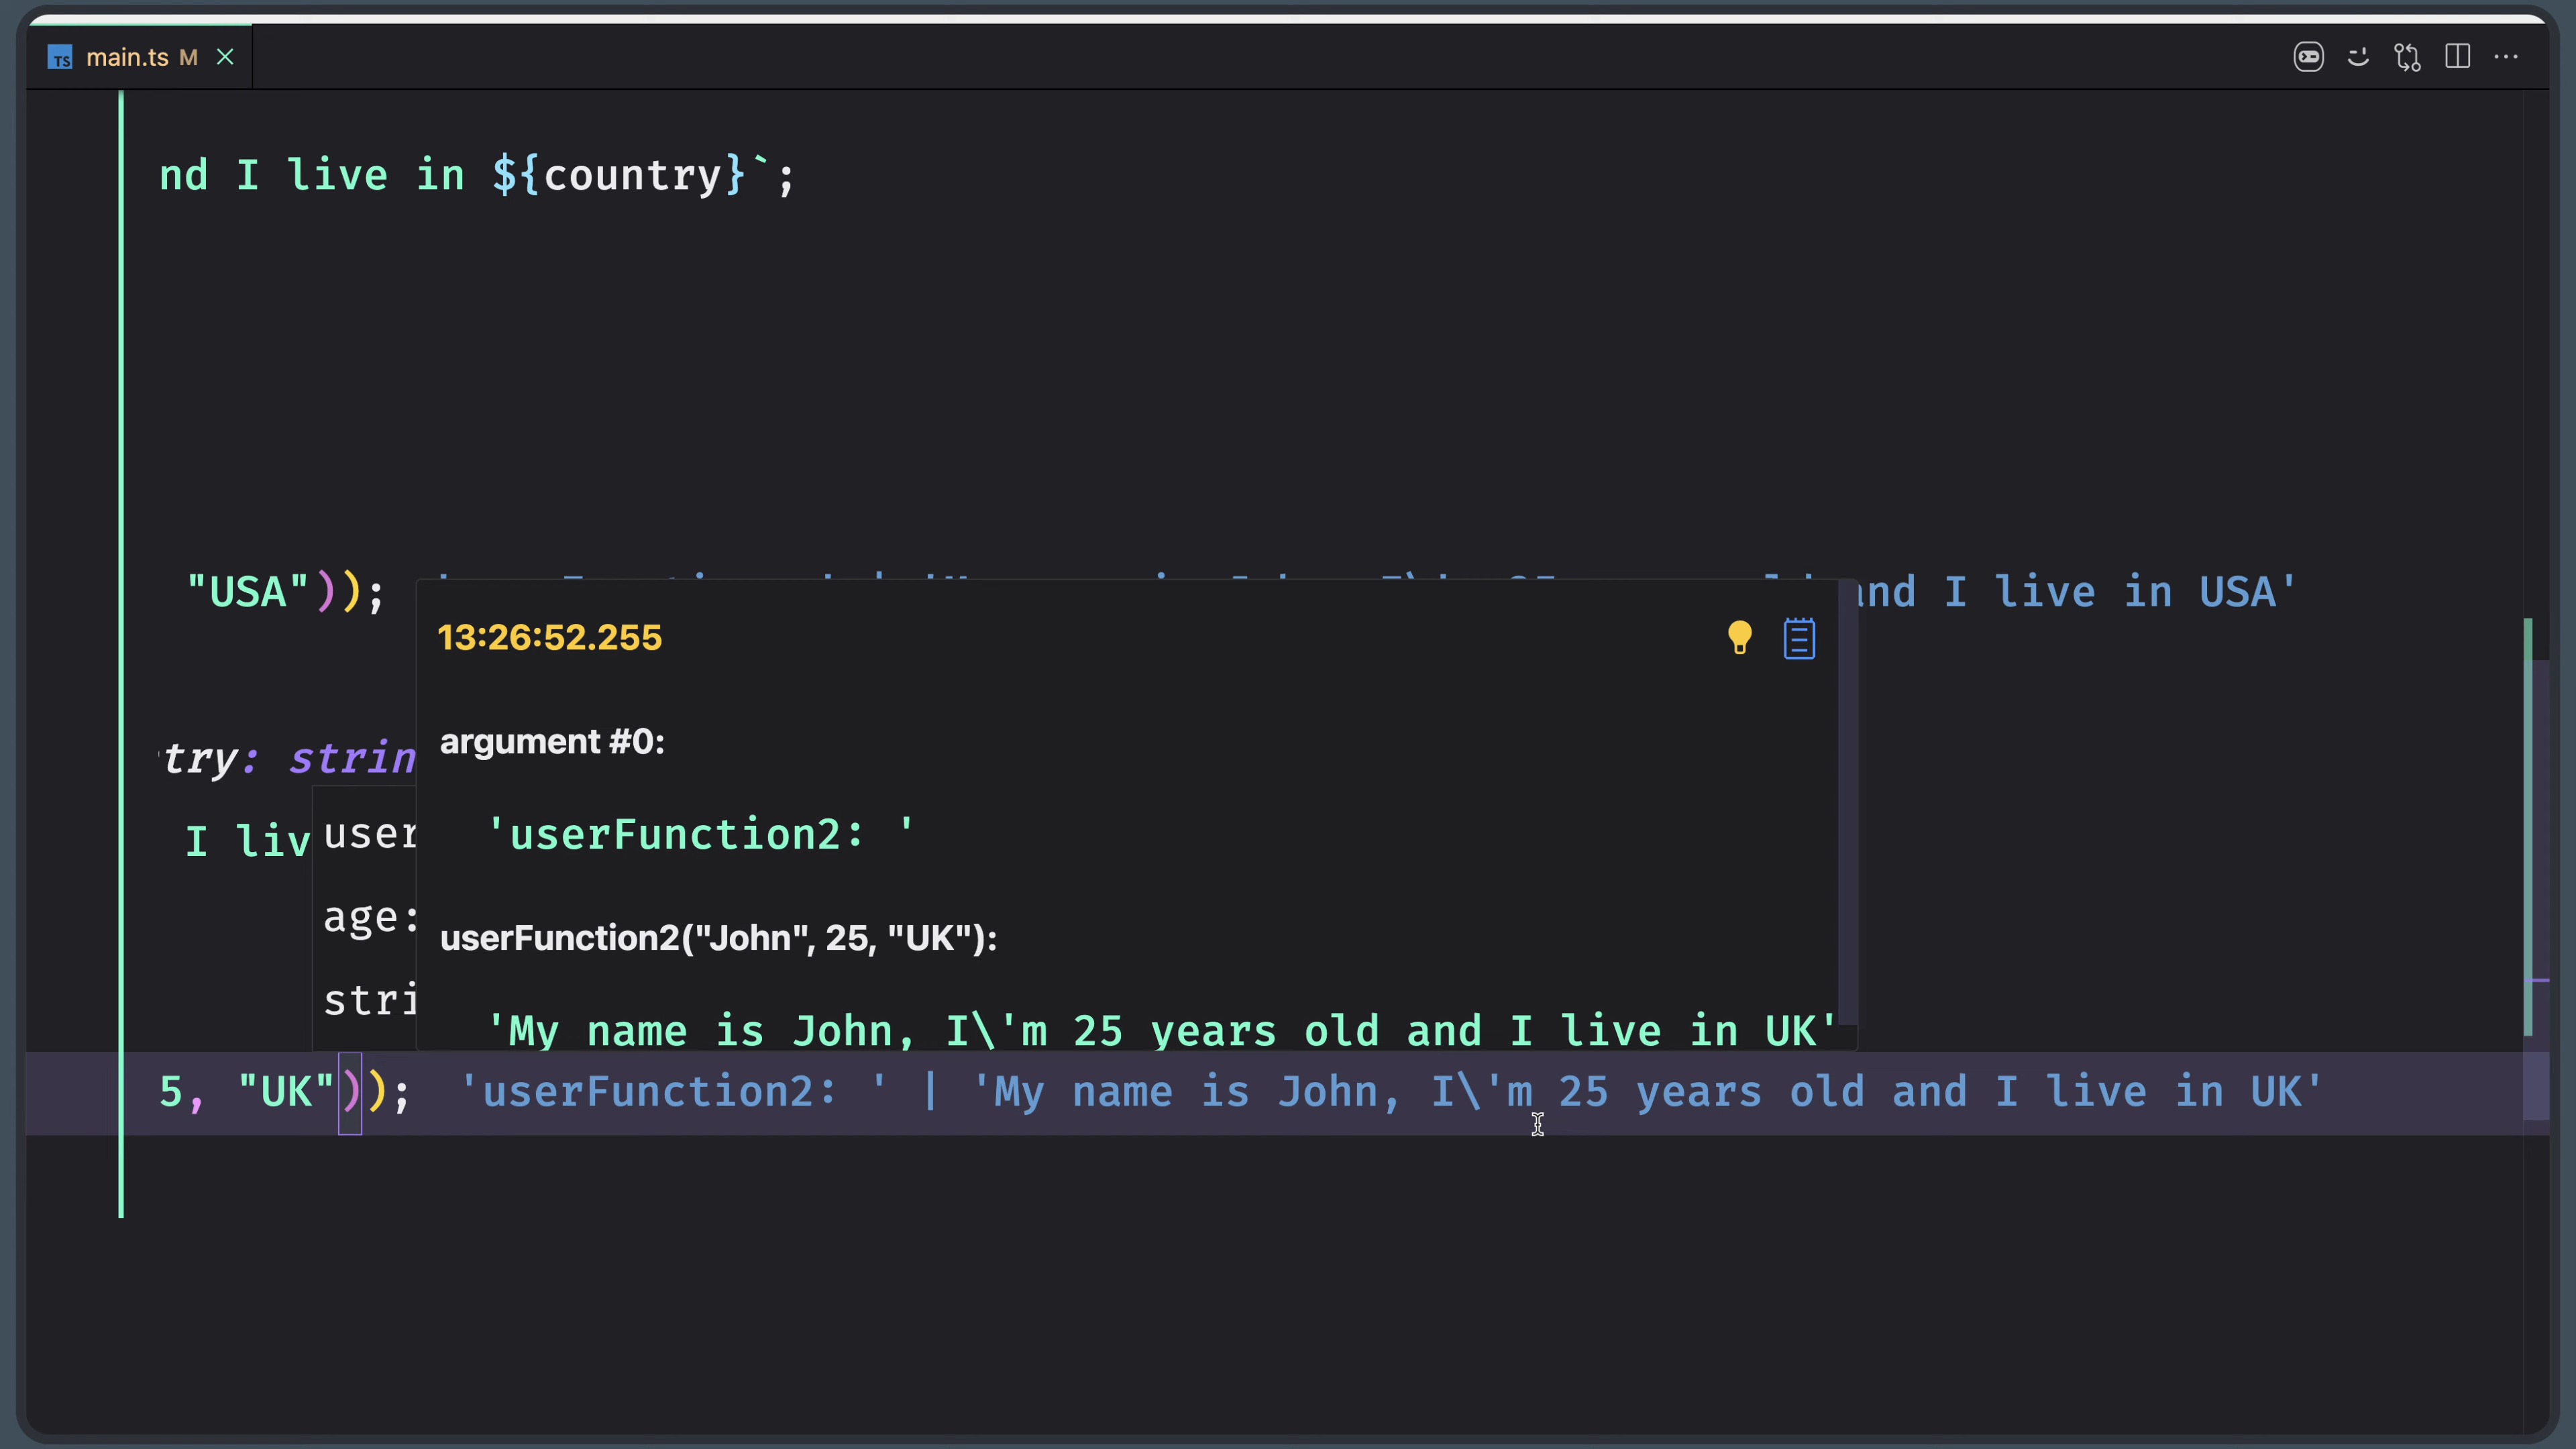 TS main.ts M
nd I live in ${country}`;
"USA")); and I live in USA'
13:26:52.255
argument #0:
try: strin
'userFunction2: '
I liv
user
age:
userFunction2("John", 25, "UK"):
stri
'My name is John, I\'m 25 years old and I live in UK'
5, "UK")); 'userFunction2: ' | 'My name is John, I\'m 25 years old and I live in UK'